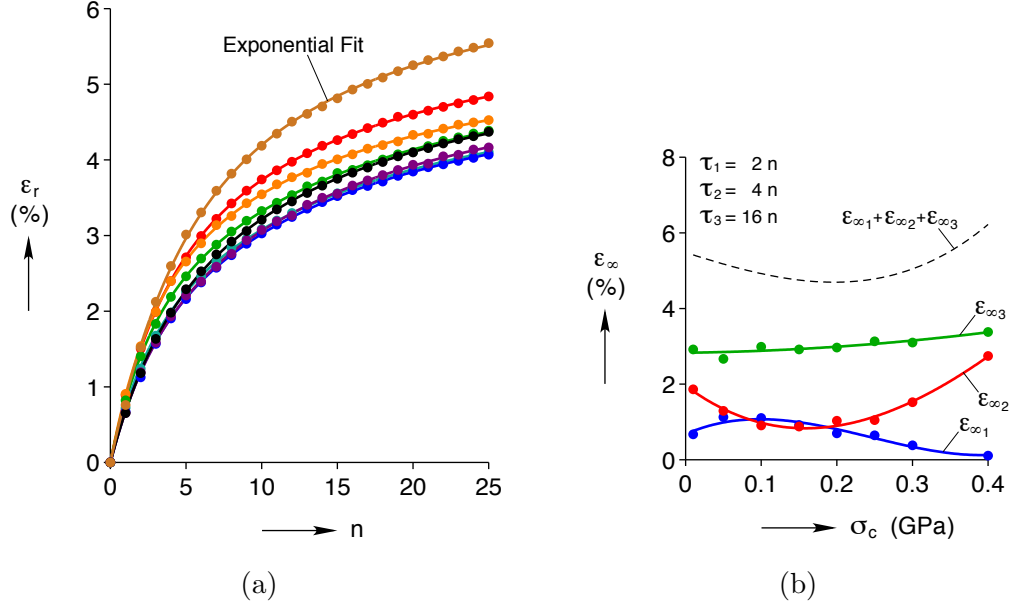 6
5
4
3
2
1
0
εr
(%)
Exponential Fit
0 5 10 15 20 25
n
(a)
8
6
4
2
0
ε∞
(%)
τ1 = 2 n
τ2 = 4 n
τ3 = 16 n
ε∞1+ε∞2+ε∞3
ε∞3
ε∞2
ε∞1
0 0.1 0.2 0.3 0.4
σc (GPa)
(b)